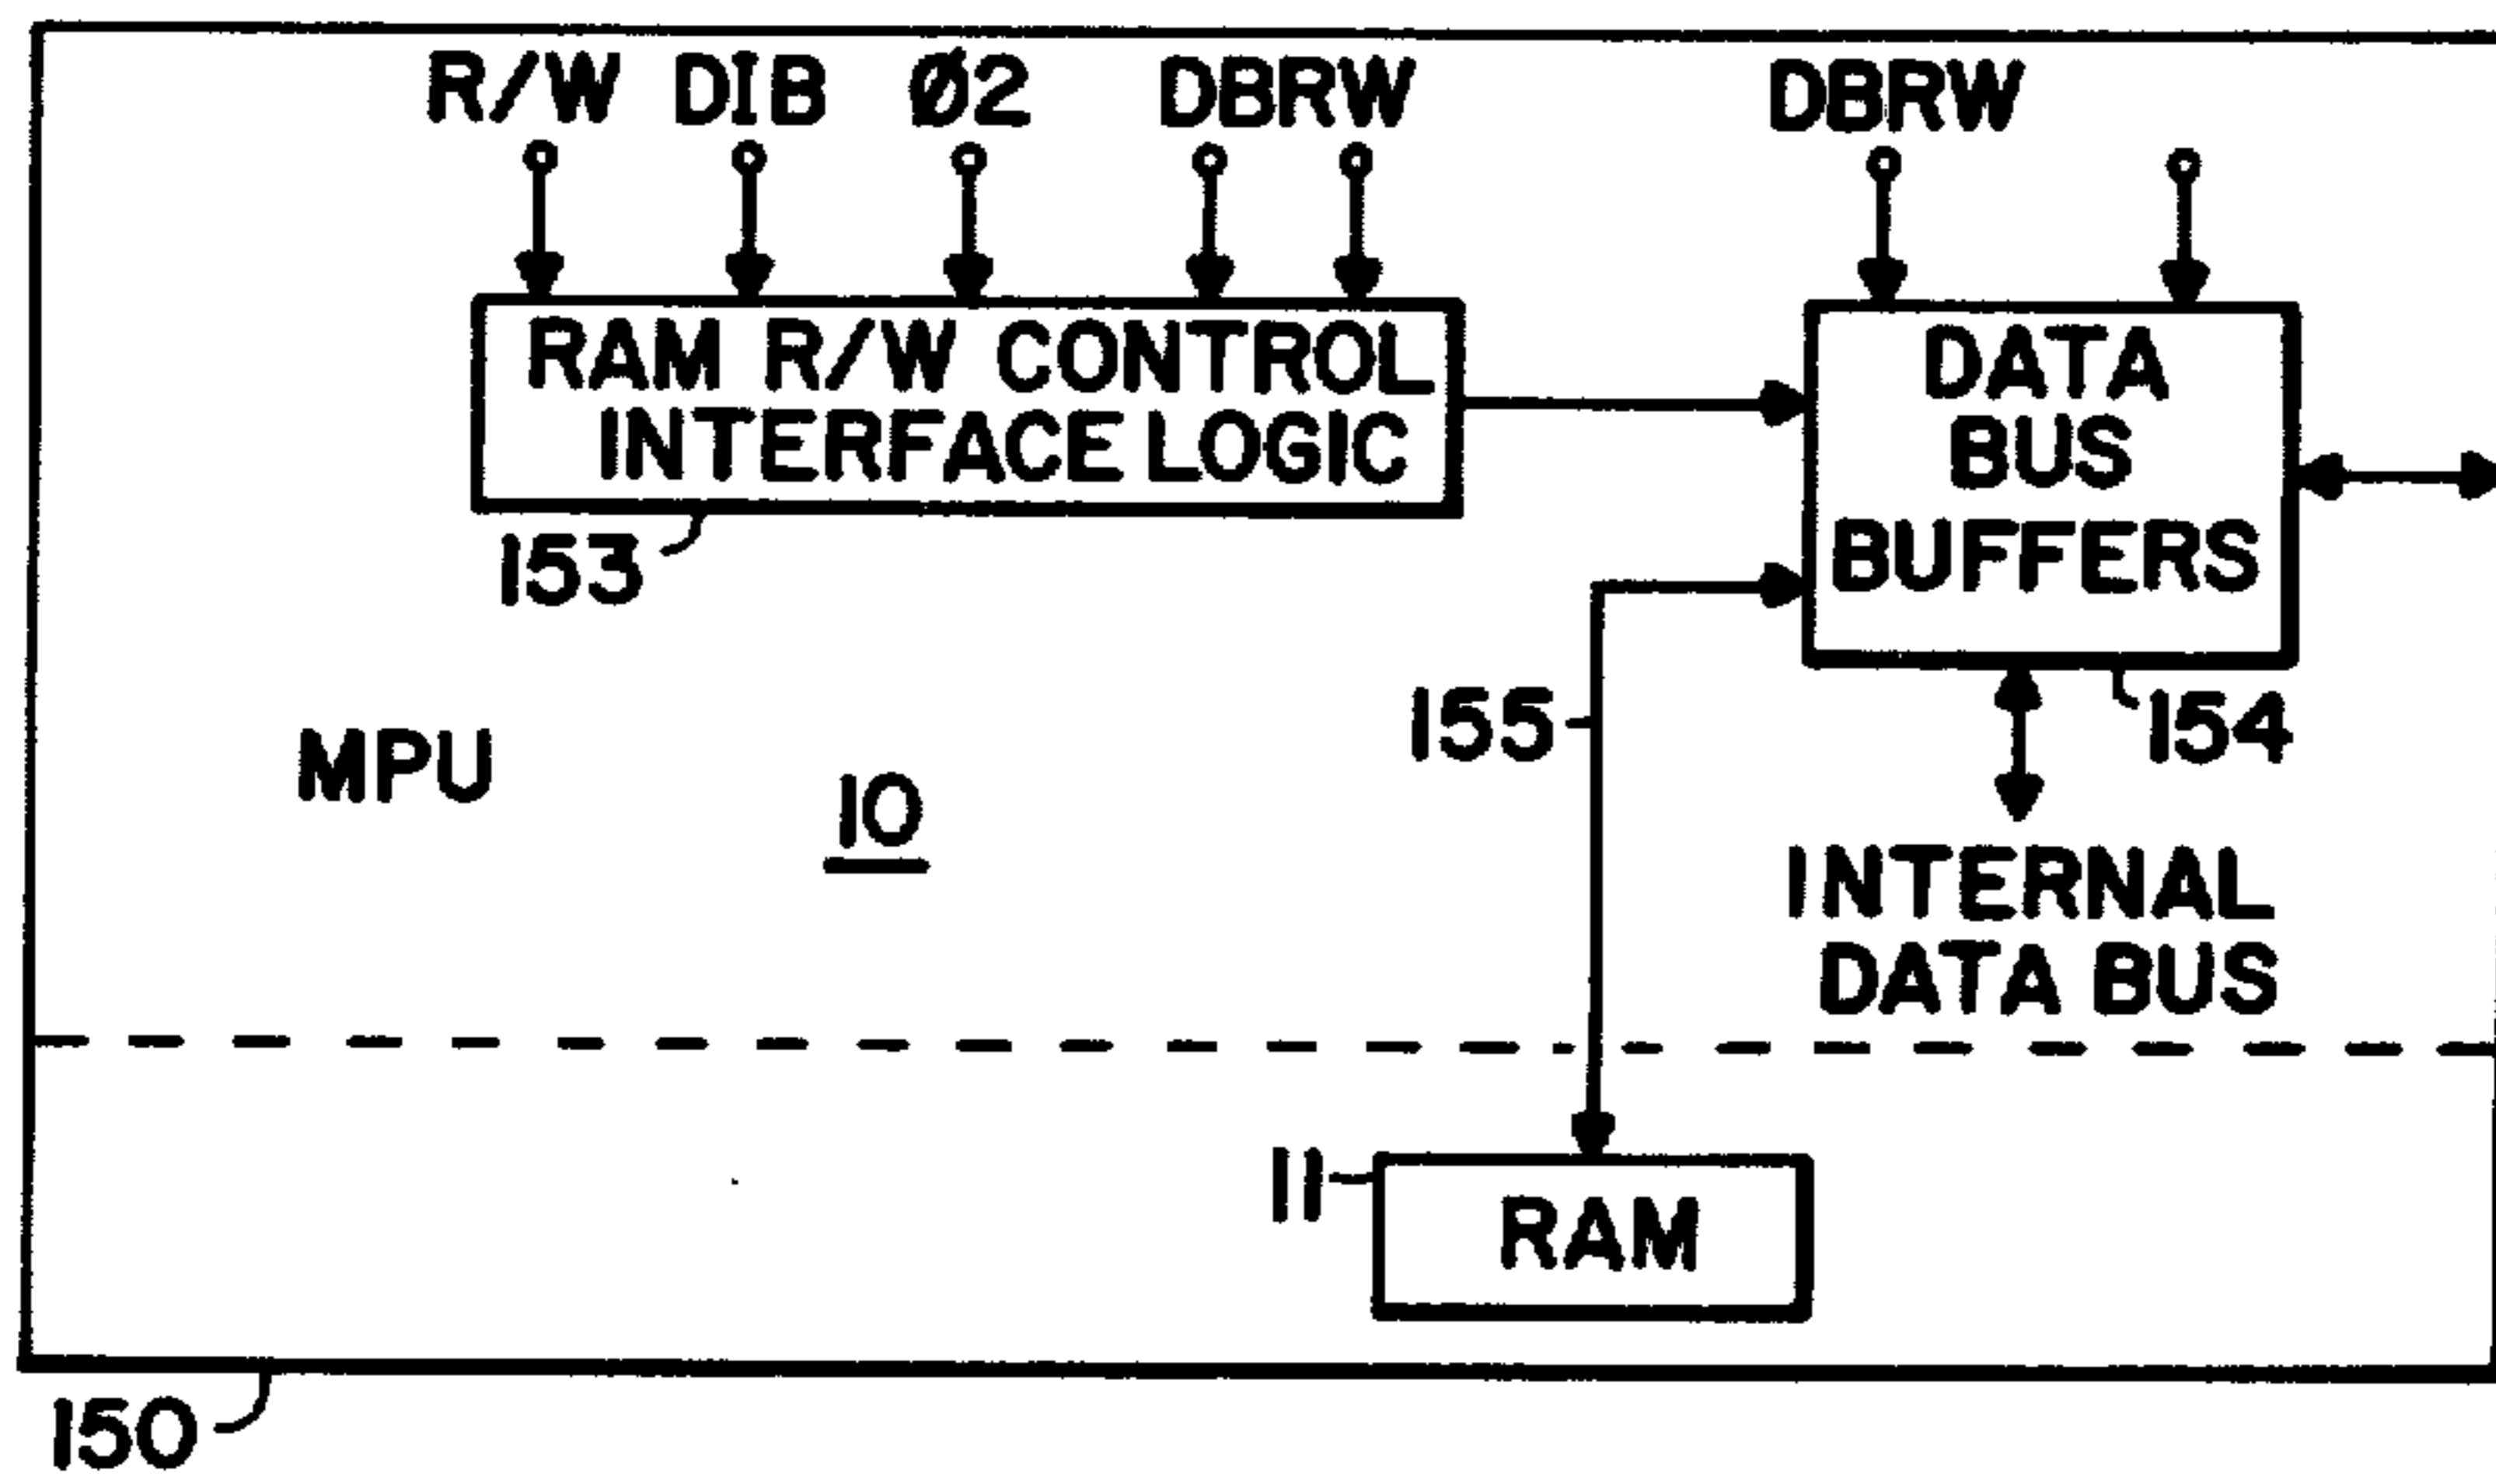 R/W DIB Ø2 DBRW DBRW
RAM R/W CONTROL
INTERFACE LOGIC
DATA
BUS
BUFFERS
153
155
154
MPU
10
INTERNAL
DATA BUS
11
RAM
150